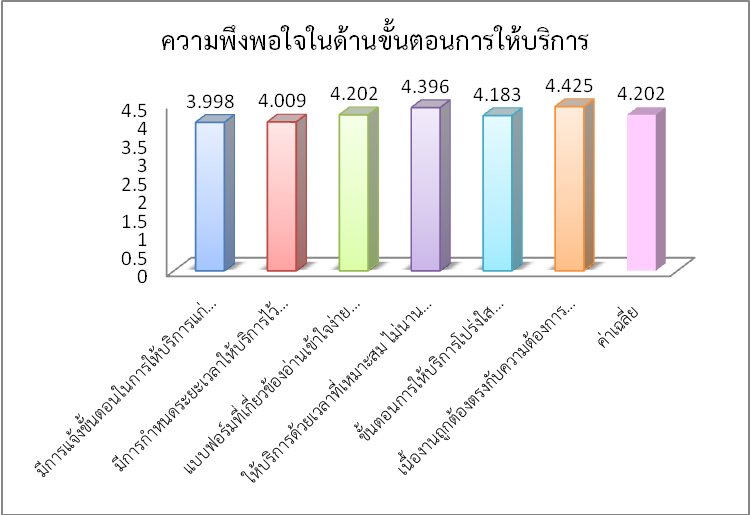 ความพึงพอใจในด้านขั้นตอนการให้บริการ
3.998
4.009
4.202
4.396
4.183
4.425
4.202
4.5
4
3.5
3
2.5
2
1.5
1
0.5
0
มีการแจ้งขั้นตอนในการให้บริการแก่...
มีการกำหนดระยะเวลาให้บริการไว้...
แบบฟอร์มที่เกี่ยวข้องอ่านเข้าใจง่าย...
ให้บริการด้วยเวลาที่เหมาะสม ไม่นาน...
ขั้นตอนการให้บริการโปร่งใส...
เนื้องานถูกต้องตรงกับความต้องการ...
ค่าเฉลี่ย